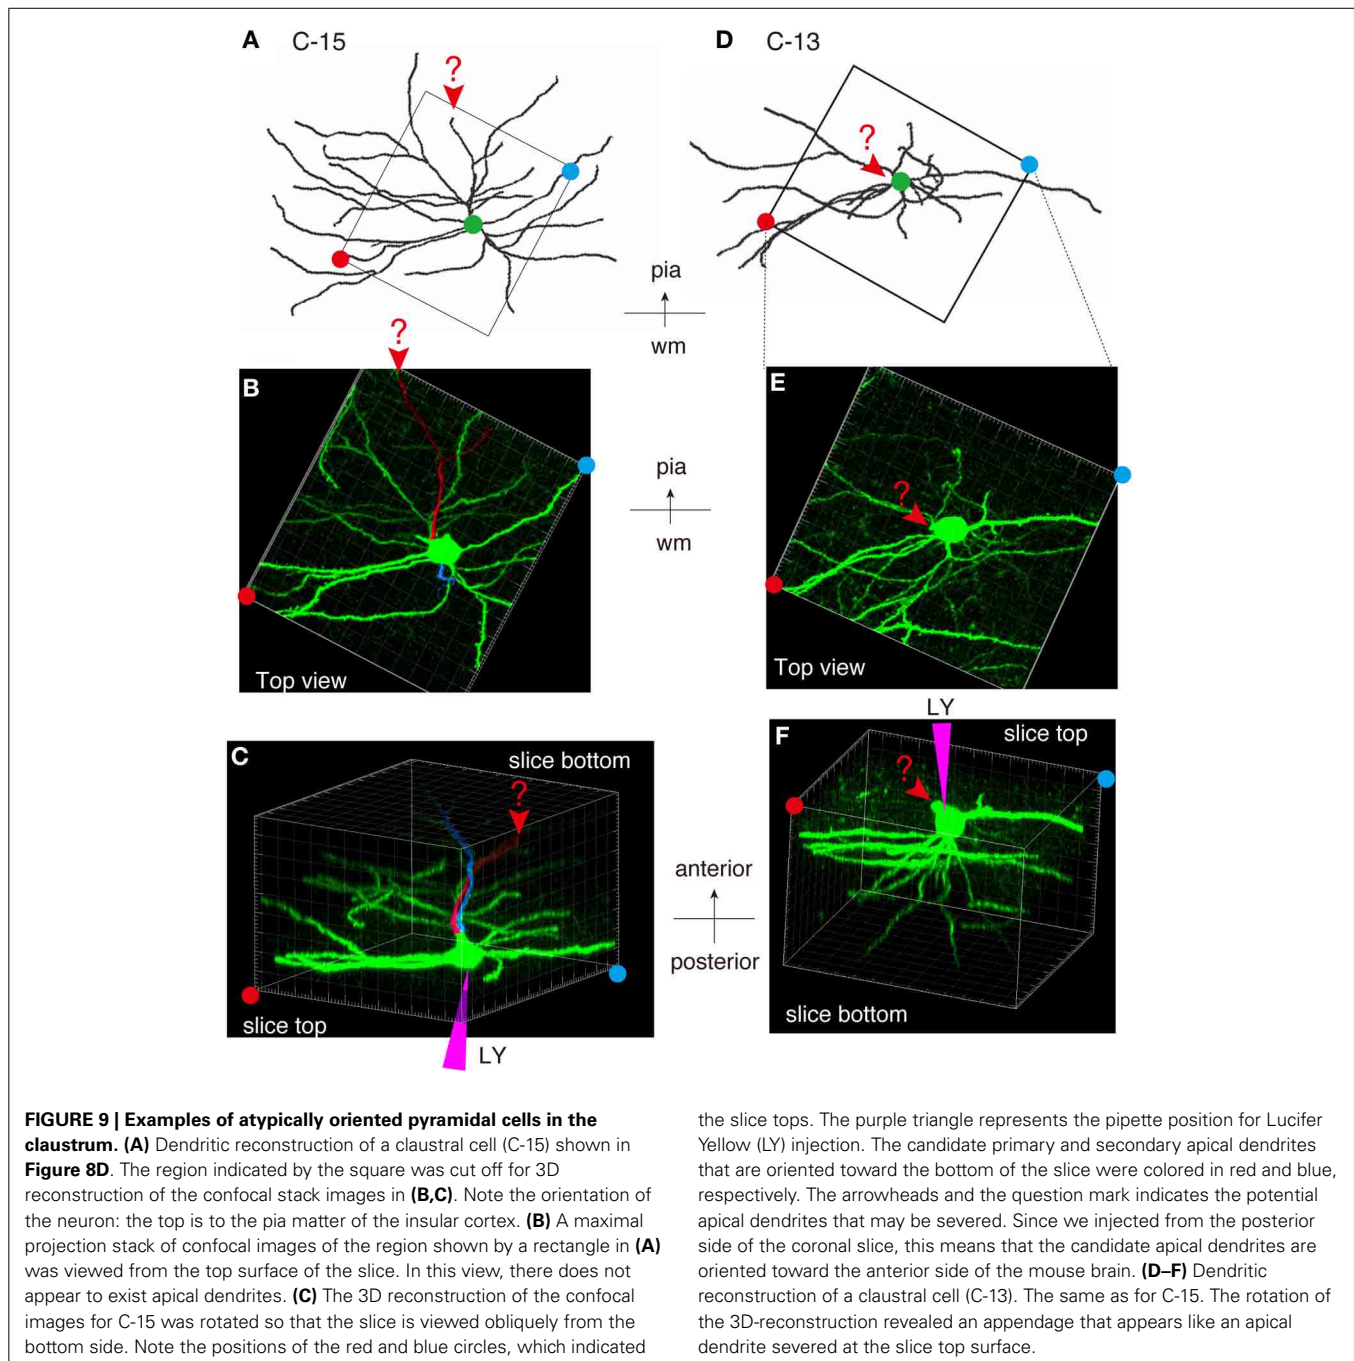 A C-15
?
D C-13
?
pia
wm
?
B
Top view
pia
wm
E
?
Top view
C
slice bottom
?
slice top
LY
anterior
posterior
LY
F
slice top
?
slice bottom
FIGURE 9 | Examples of atypically oriented pyramidal cells in the
claustrum. (A) Dendritic reconstruction of a claustral cell (C-15) shown in
Figure 8D. The region indicated by the square was cut off for 3D
reconstruction of the confocal stack images in (B,C). Note the orientation of
the neuron: the top is to the pia matter of the insular cortex. (B) A maximal
projection stack of confocal images of the region shown by a rectangle in (A)
was viewed from the top surface of the slice. In this view, there does not
appear to exist apical dendrites. (C) The 3D reconstruction of the confocal
images for C-15 was rotated so that the slice is viewed obliquely from the
bottom side. Note the positions of the red and blue circles, which indicated
the slice tops. The purple triangle represents the pipette position for Lucifer
Yellow (LY) injection. The candidate primary and secondary apical dendrites
that are oriented toward the bottom of the slice were colored in red and blue,
respectively. The arrowheads and the question mark indicates the potential
apical dendrites that may be severed. Since we injected from the posterior
side of the coronal slice, this means that the candidate apical dendrites are
oriented toward the anterior side of the mouse brain. (D–F) Dendritic
reconstruction of a claustral cell (C-13). The same as for C-15. The rotation of
the 3D-reconstruction revealed an appendage that appears like an apical
dendrite severed at the slice top surface.